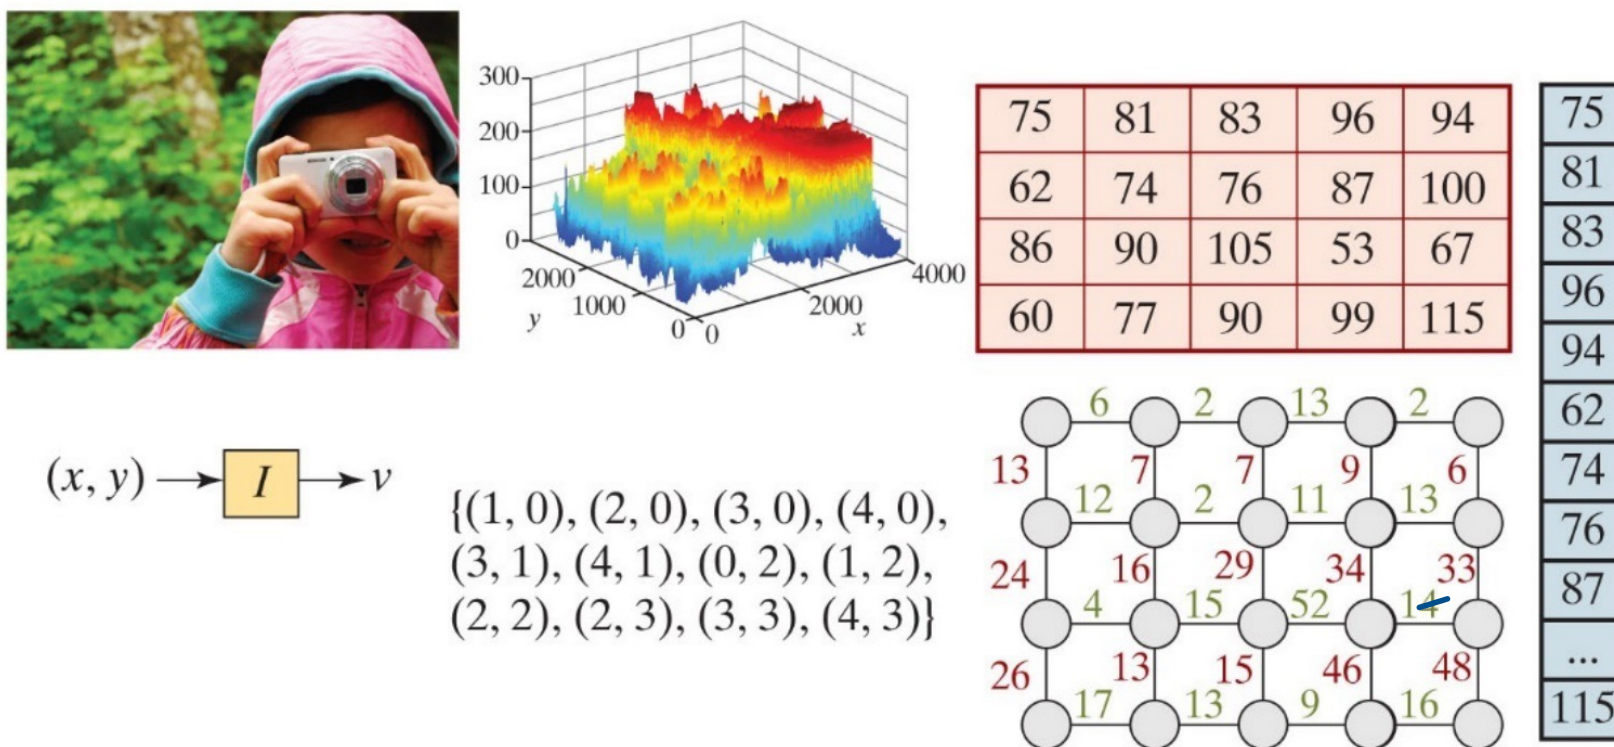 300
200
100
0
2000
1000
0
y
0
2000
4000
x
75 81 83 96 94
62 74 76 87 100
86 90 105 53 67
60 77 90 99 115
75
81
83
96
94
62
74
76
87
...
115
(x, y) I v
{(1, 0), (2, 0), (3, 0), (4, 0),
(3, 1), (4, 1), (0, 2), (1, 2),
(2, 2), (2, 3), (3, 3), (4, 3)}
6 2 13 2
13 7 7 9 6
12 2 11 13
24 16 29 34 33
4 15 52 14
26 13 15 46 48
17 13 9 16